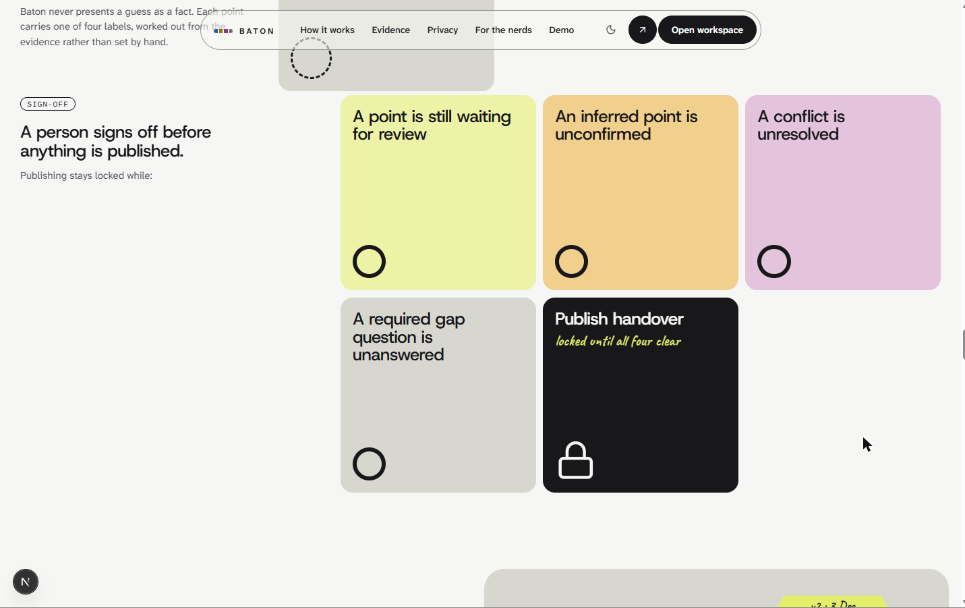 Baton never presents a guess as a fact. Each point
carries one of four labels, worked out from the
evidence rather than set by hand.
BATON
How it works
Evidence
Privacy
For the nerds
Demo
Open workspace
SIGN-OFF
A person signs off before
anything is published.
Publishing stays locked while:
A point is still waiting
for review
An inferred point is
unconfirmed
A conflict is
unresolved
A required gap
question is
unanswered
Publish handover
locked until all four clear
N